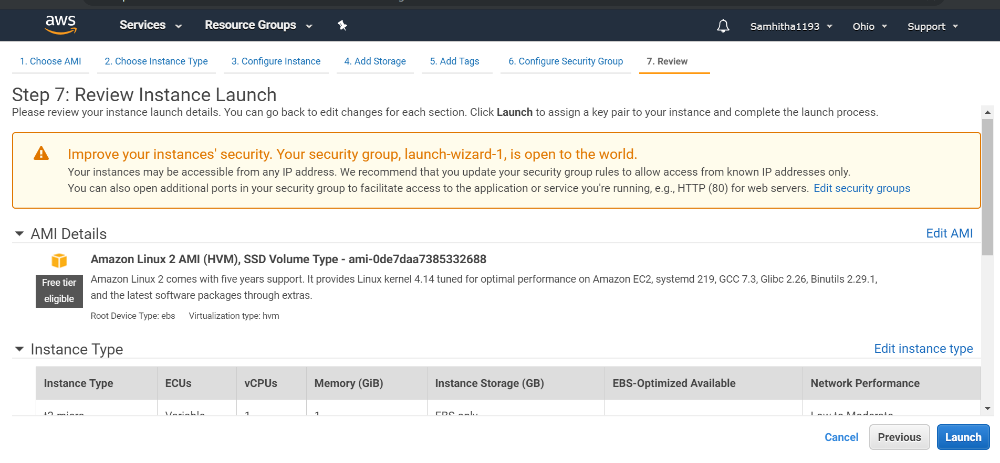 aws Services Resource Groups Samhitha1193 Ohio Support
1. Choose AMI 2. Choose Instance Type 3. Configure Instance 4. Add Storage 5. Add Tags 6. Configure Security Group 7. Review
Step 7: Review Instance Launch
Please review your instance launch details. You can go back to edit changes for each section. Click Launch to assign a key pair to your instance and complete the launch process.
Improve your instances' security. Your security group, launch-wizard-1, is open to the world.
Your instances may be accessible from any IP address. We recommend that you update your security group rules to allow access from known IP addresses only.
You can also open additional ports in your security group to facilitate access to the application or service you're running, e.g., HTTP (80) for web servers. Edit security groups
AMI Details Edit AMI
Amazon Linux 2 AMI (HVM), SSD Volume Type - ami-0de7daa7385332688
Free tier
eligible
Amazon Linux 2 comes with five years support. It provides Linux kernel 4.14 tuned for optimal performance on Amazon EC2, systemd 219, GCC 7.3, Glibc 2.26, Binutils 2.29.1,
and the latest software packages through extras.
Root Device Type: ebs Virtualization type: hvm
Instance Type Edit instance type
Instance Type ECUs vCPUs Memory (GiB) Instance Storage (GB) EBS-Optimized Available Network Performance
t2.micro Variable 1 1 EBS only Low to Moderate
Cancel Previous Launch